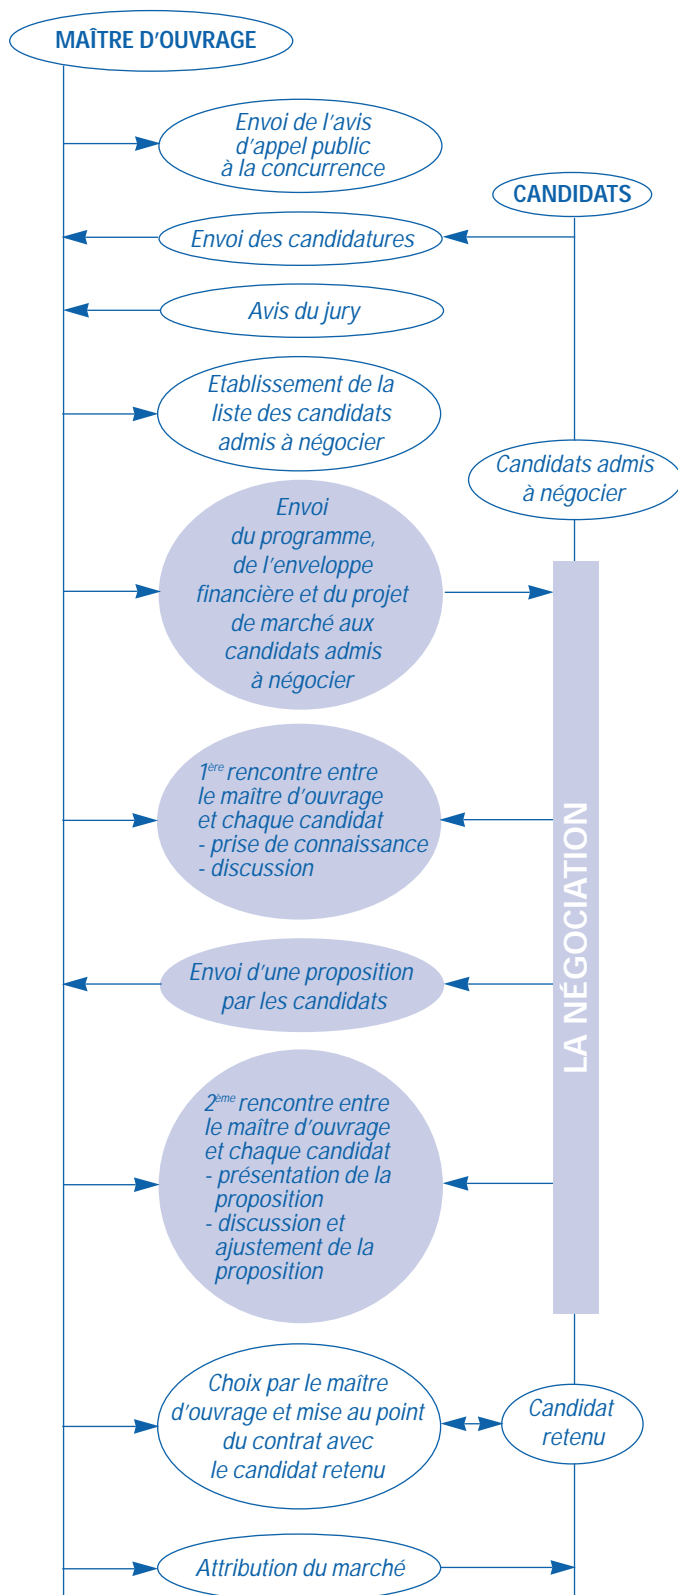 MAÎTRE D'OUVRAGE
Envoi de l'avis
d'appel public
à la concurrence
CANDIDATS
Envoi des candidatures
Avis du jury
Etablissement de la
liste des candidats
admis à négocier
Candidats admis
à négocier
Envoi
du programme,
de l'enveloppe
financière et du projet
de marché aux
candidats admis
à négocier
LA NÉGOCIATION
1ère rencontre entre
le maître d'ouvrage
et chaque candidat
- prise de connaissance
- discussion
Envoi d'une proposition
par les candidats
2ème rencontre entre
le maître d'ouvrage
et chaque candidat
- présentation de la
proposition
- discussion et
ajustement de la
proposition
Choix par le maître
d'ouvrage et mise au point
du contrat avec
le candidat retenu
Candidat
retenu
Attribution du marché